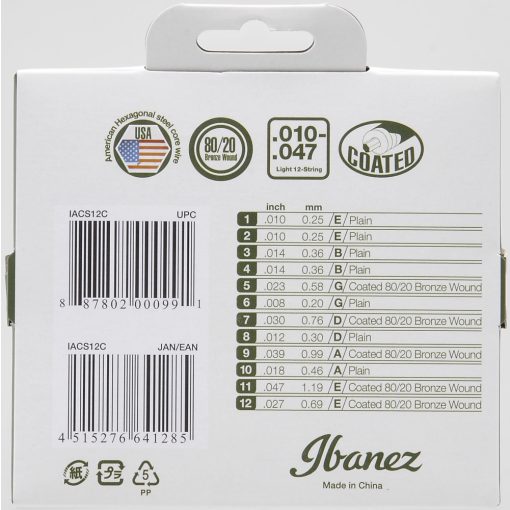 American Hexagonal steel core wire
USA
80/20
Bronze Wound
.010-
.047
Light 12-String
COATED
IACS12C UPC
8 87802 00099 1
IACS12C JAN/EAN
4 515276 641285
inch mm
1 .010 0.25 /E/ Plain
2 .010 0.25 /E/ Plain
3 .014 0.36 /B/ Plain
4 .014 0.36 /B/ Plain
5 .023 0.58 /G/ Coated 80/20 Bronze Wound
6 .008 0.20 /G/ Plain
7 .030 0.76 /D/ Coated 80/20 Bronze Wound
8 .012 0.30 /D/ Plain
9 .039 0.99 /A/ Coated 80/20 Bronze Wound
10 .018 0.46 /A/ Plain
11 .047 1.19 /E/ Coated 80/20 Bronze Wound
12 .027 0.69 /E/ Coated 80/20 Bronze Wound
紙 プラ 5
PP
Ibanez
Made in China